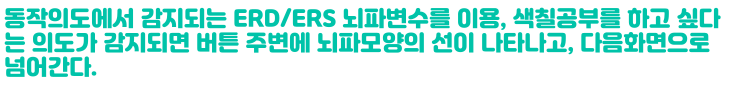 동작의도에서 감지되는 ERD/ERS 뇌파변수를 이용, 색칠공부를 하고 싶다
는 의도가 감지되면 버튼 주변에 뇌파모양의 선이 나타나고, 다음화면으로
넘어간다.